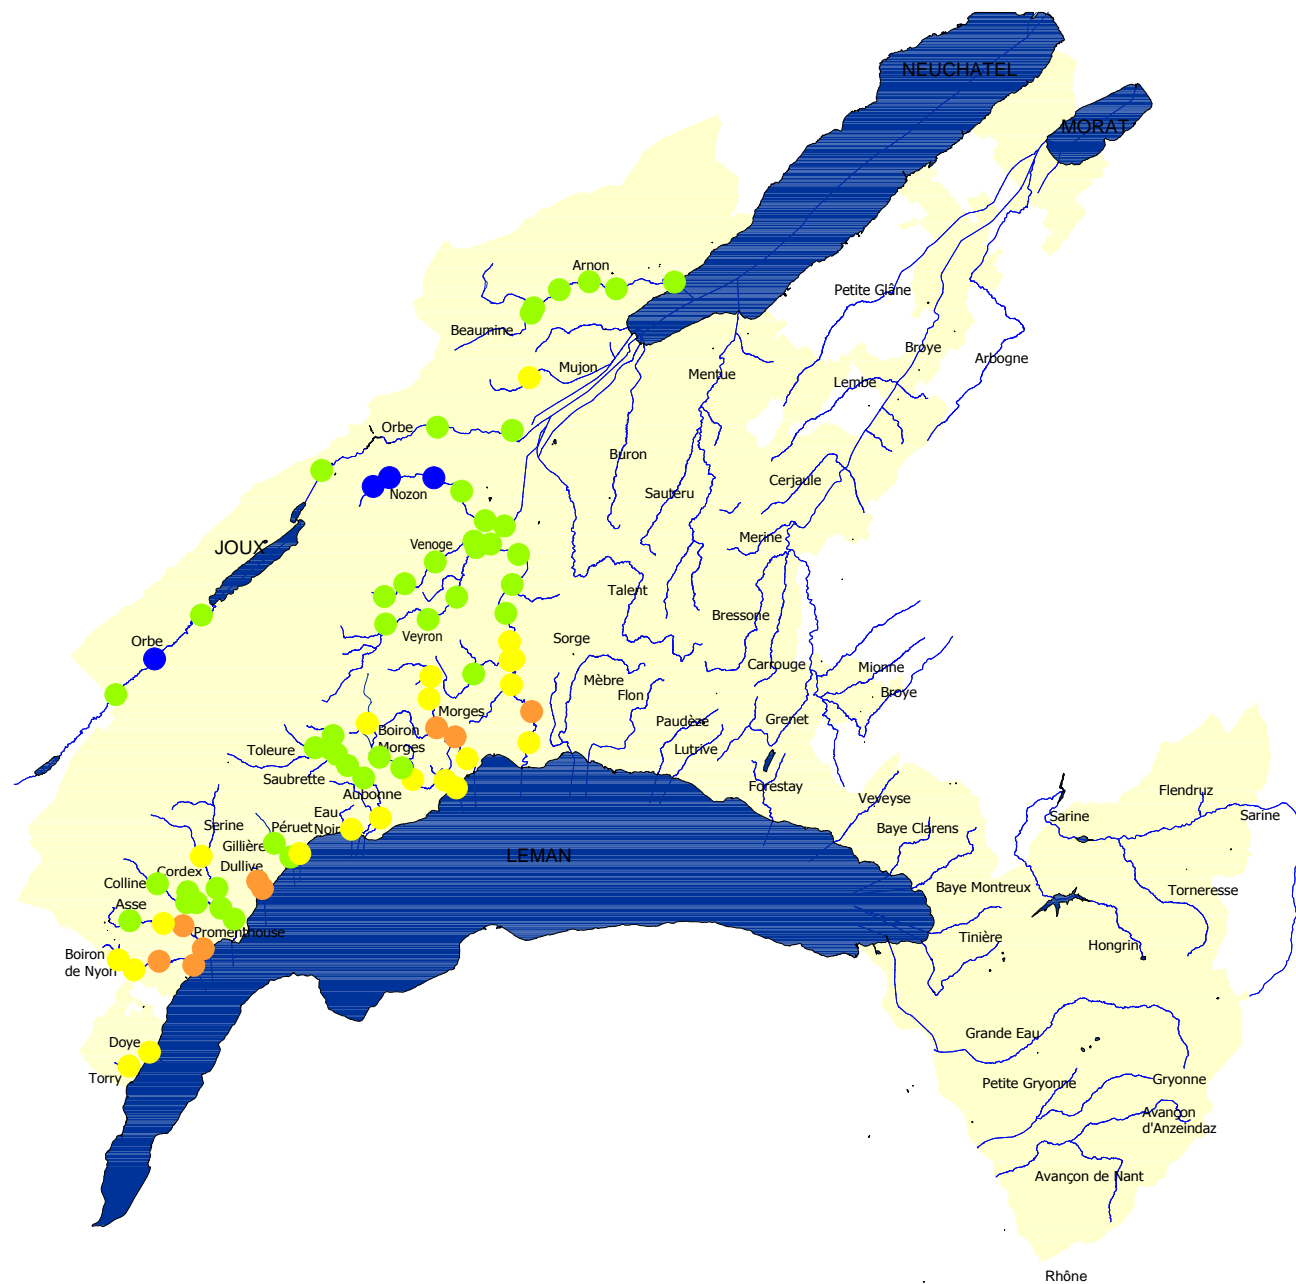 NEUCHATEL
MORAT
Arnon
Petite Glâne
Beaumine
Broye
Arbogne
Mujon
Mentue
Lembe
Orbe
Buron
Cerjaule
Sauteru
Nozon
Merine
Venoge
JOUX
Talent
Bressone
Orbe
Veyron
Sorge
Carrouge
Mionne
Mèbre
Broye
Flon
Morges
Paudèze
Grenet
Boiron
Morges
Toleure
Lutrive
Saubrette
Aubonne
Forestay
Veveyse
Flendruz
Sarine
Sarine
Eau
Noir
Péruet
Serine
Baye Clarens
Gillière
LEMAN
Dullive
Cordex
Colline
Baye Montreux
Torneresse
Asse
Promenthouse
Tinière
Hongrin
Boiron
de Nyon
Grande Eau
Doye
Torry
Petite Gryonne
Gryonne
Avançon
d'Anzeindaz
Avançon de Nant
Rhône